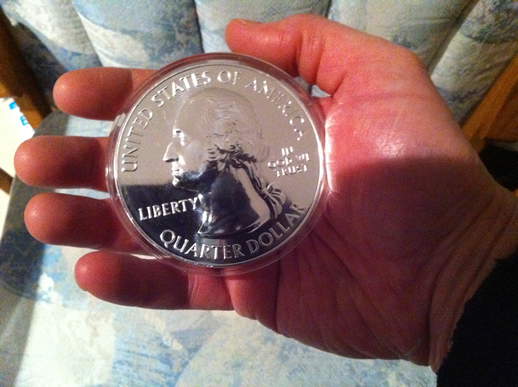 UNITED STATES OF AMERICA
IN
GOD WE
TRUST
LIBERTY
QUARTER DOLLAR